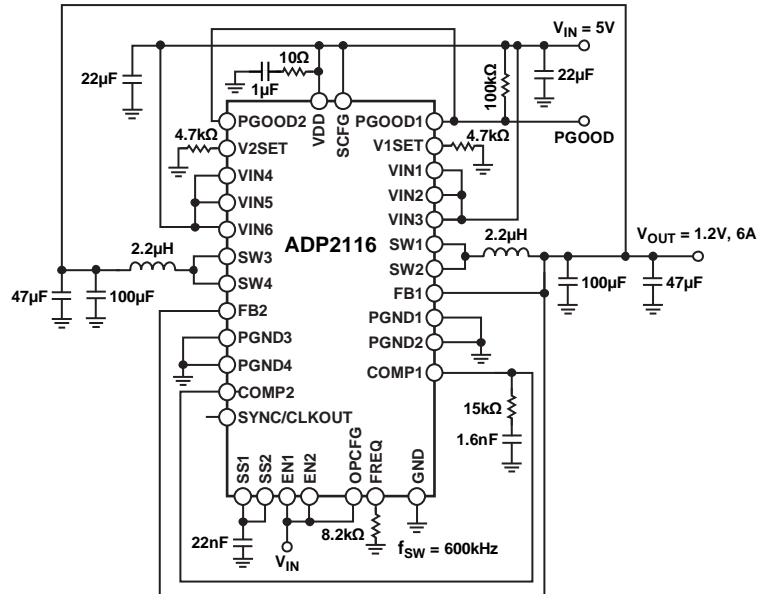 V_IN = 5V
10Ω
22µF
1µF
100kΩ
22µF
PGOOD2
VDD
SCFG
PGOOD1
PGOOD
4.7kΩ
V2SET
V1SET
4.7kΩ
VIN4
VIN1
VIN5
VIN2
VIN6
VIN3
ADP2116
V_OUT = 1.2V, 6A
2.2µH
SW3
SW1
2.2µH
SW4
SW2
47µF
100µF
FB2
FB1
100µF
47µF
PGND3
PGND1
PGND4
PGND2
COMP2
COMP1
SYNC/CLKOUT
15kΩ
1.6nF
SS1
SS2
EN1
EN2
OPCFG
FREQ
GND
22nF
V_IN
8.2kΩ
f_SW = 600kHz